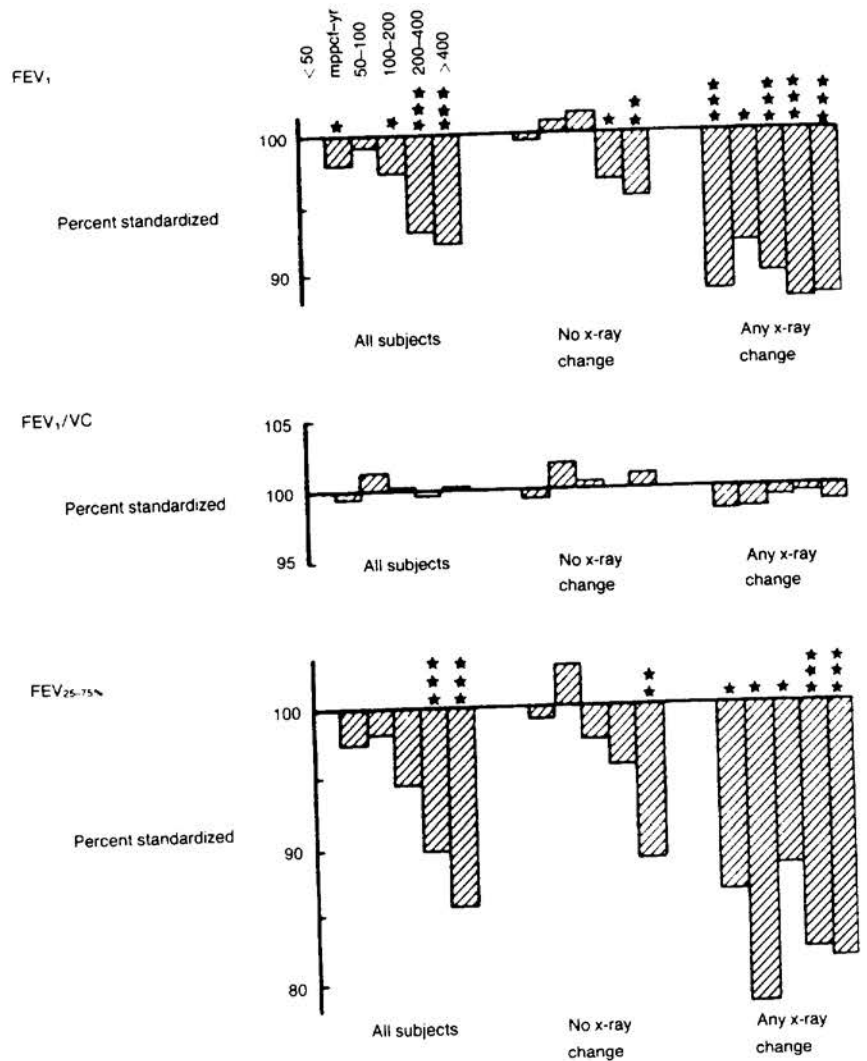 < 50
mppcf-yr
50–100
100–200
200–400
>400
FEV₁
100
Percent standardized
90
All subjects
No x-ray
change
Any x-ray
change
FEV₁/VC
105
Percent standardized
100
95
All subjects
No x-ray
change
Any x-ray
change
FEV₂₅₋₇₅%
100
Percent standardized
90
80
All subjects
No x-ray
change
Any x-ray
change